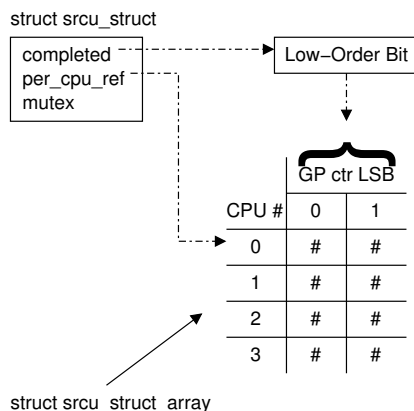 struct srcu_struct
completed
per_cpu_ref
mutex
Low−Order Bit
GP ctr LSB
CPU # 0 1
0 # #
1 # #
2 # #
3 # #
struct srcu_struct_array